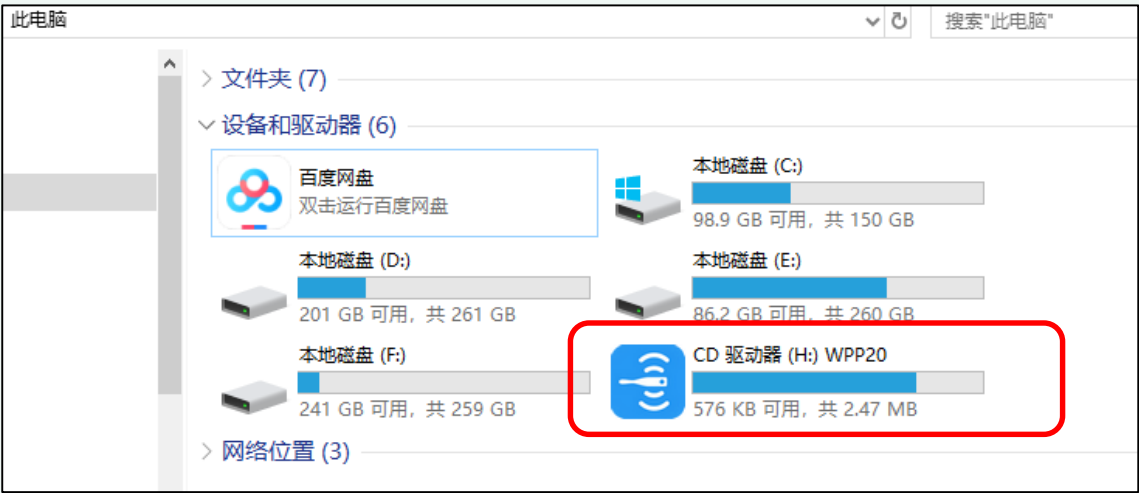 此电脑
搜索"此电脑"
文件夹 (7)
设备和驱动器 (6)
百度网盘
双击运行百度网盘
本地磁盘 (C:)
98.9 GB 可用，共 150 GB
本地磁盘 (D:)
201 GB 可用，共 261 GB
本地磁盘 (E:)
86.2 GB 可用，共 260 GB
本地磁盘 (F:)
241 GB 可用，共 259 GB
CD 驱动器 (H:) WPP20
576 KB 可用，共 2.47 MB
网络位置 (3)